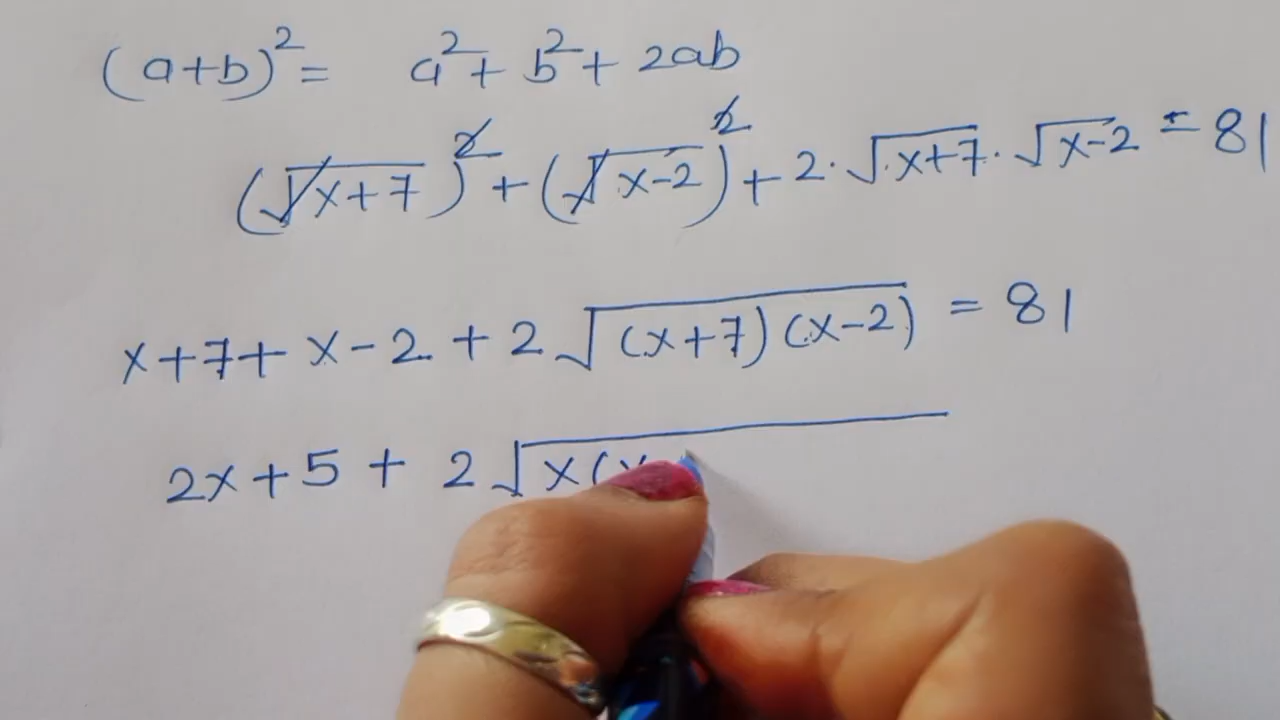 (a+b)² = a² + b² + 2ab
(√x+7)² + (√x-2)² + 2·√x+7·√x-2 = 81
x+7+x-2+2√(x+7)(x-2) = 81
2x+5+2√x(x